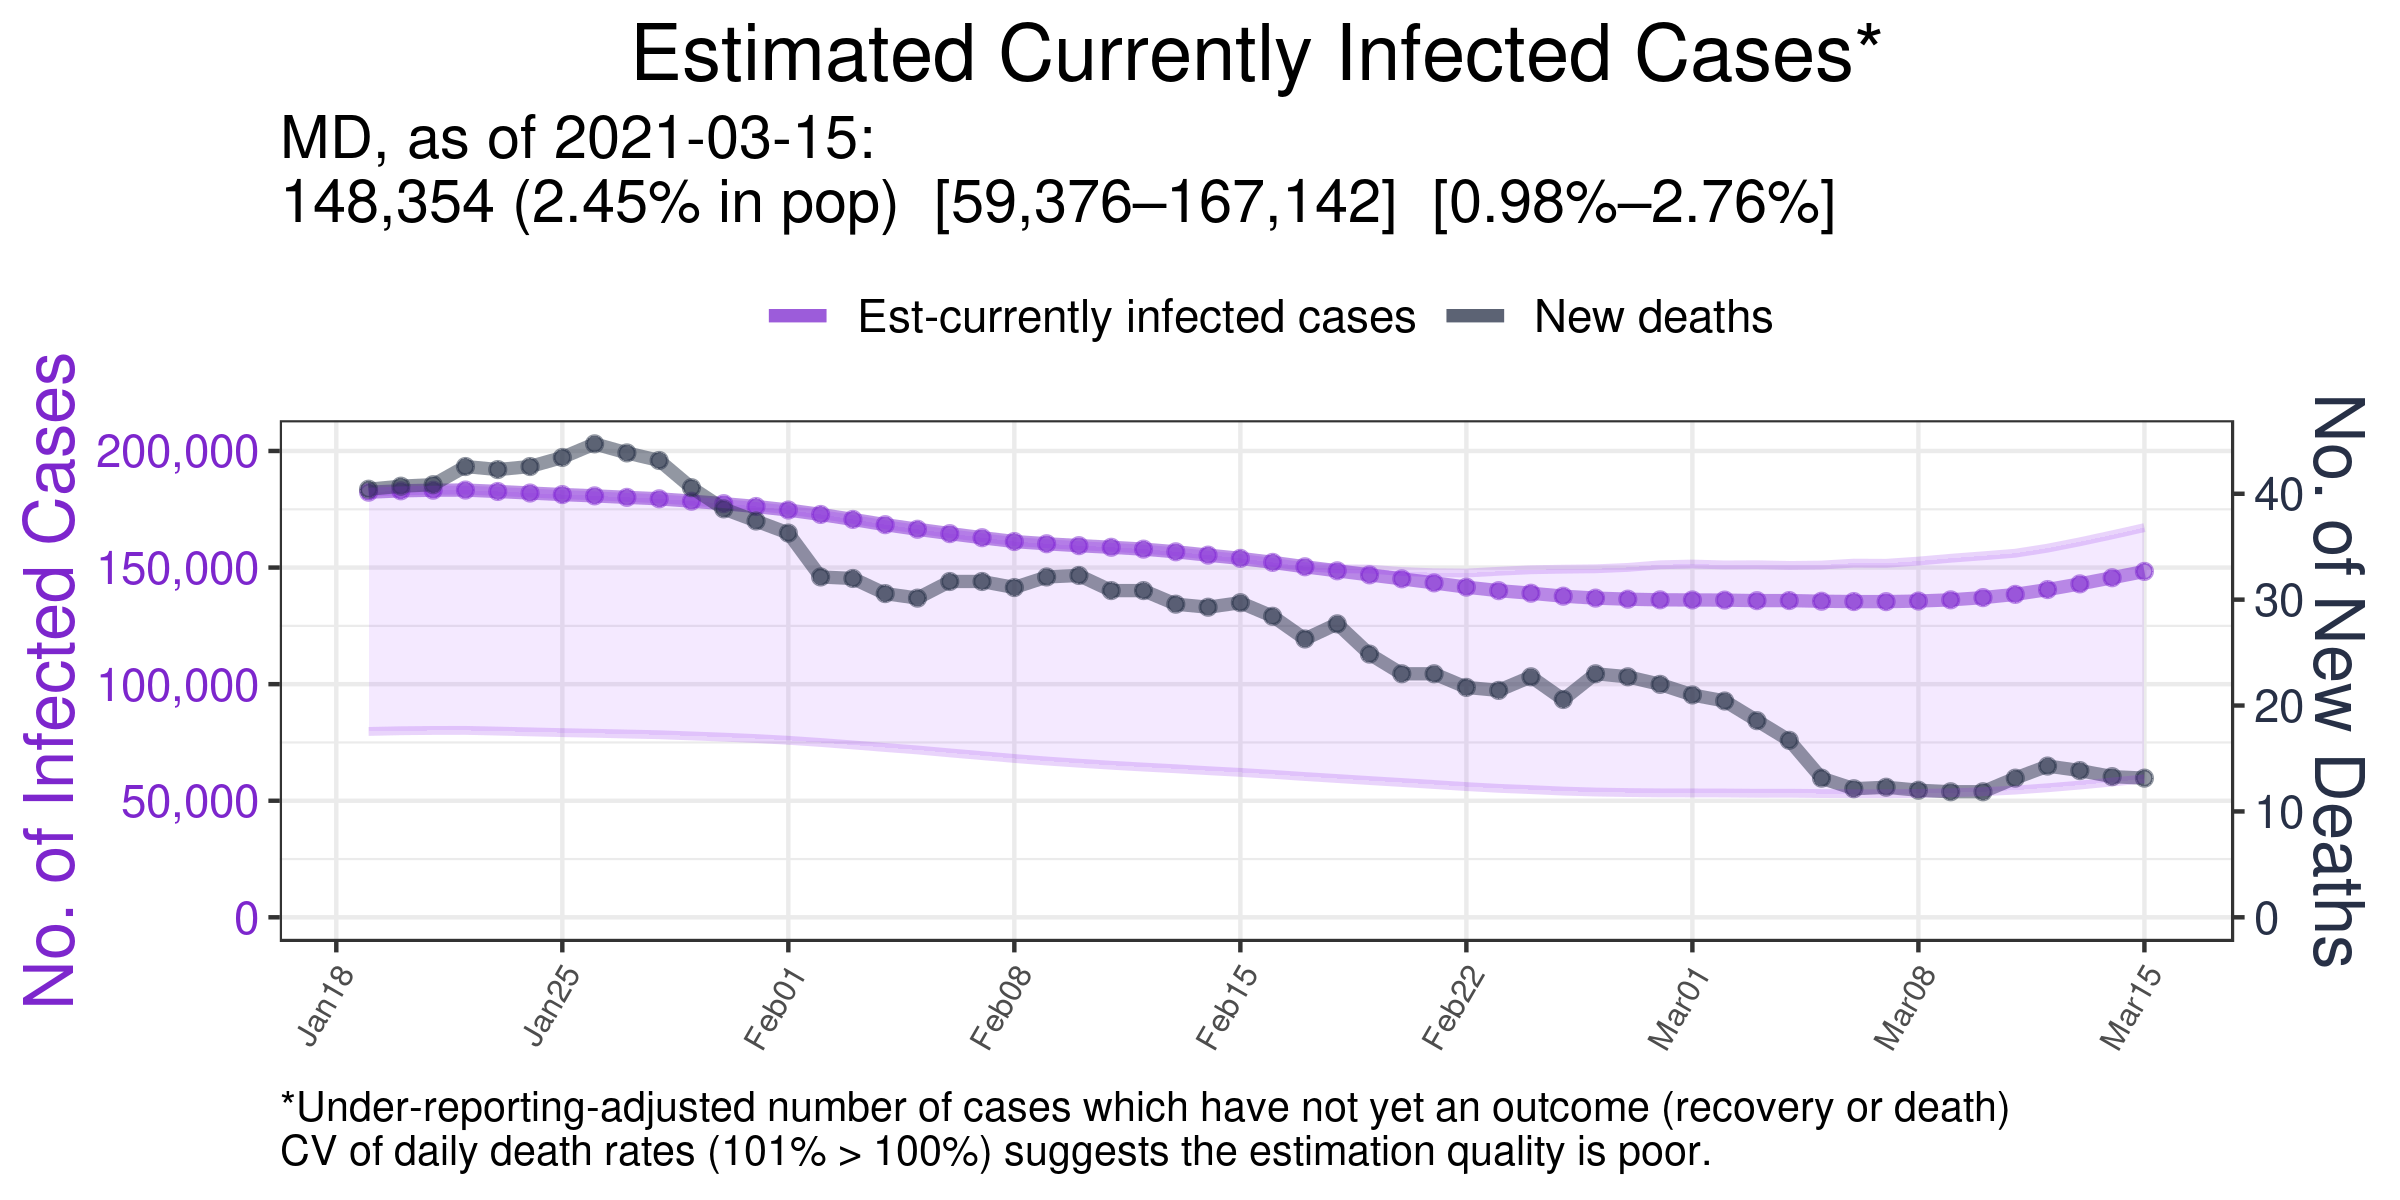 Estimated Currently Infected Cases*
MD, as of 2021-03-15:
148,354 (2.45% in pop)  [59,376–167,142]  [0.98%–2.76%]
Est-currently infected cases
New deaths
No. of Infected Cases
200,000
150,000
100,000
50,000
0
No. of New Deaths
40
30
20
10
0
Jan18
Jan25
Feb01
Feb08
Feb15
Feb22
Mar01
Mar08
Mar15
*Under-reporting-adjusted number of cases which have not yet an outcome (recovery or death)
CV of daily death rates (101% > 100%) suggests the estimation quality is poor.